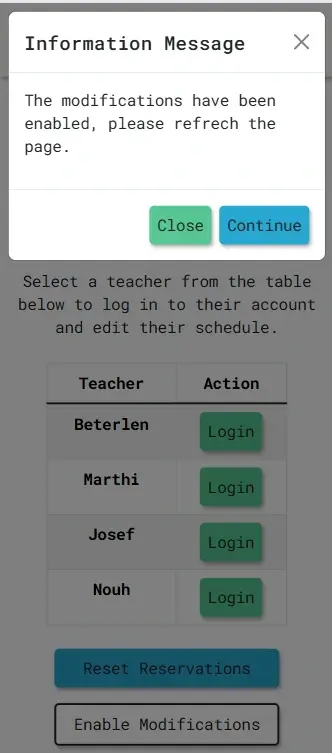 Information Message
The modifications have been
enabled, please refrech the
page.
Close Continue
Select a teacher from the table
below to log in to their account
and edit their schedule.
Teacher Action
Beterlen Login
Marthi Login
Josef Login
Nouh Login
Reset Reservations
Enable Modifications